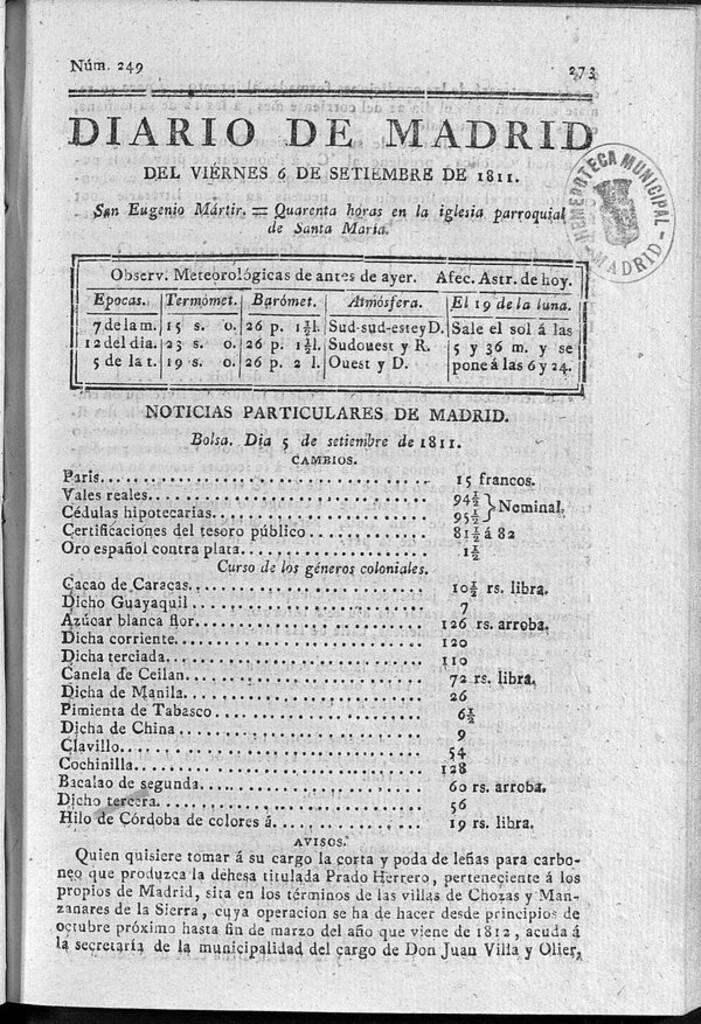 Núm. 249 273
DIARIO DE MADRID
DEL VIERNES 6 DE SETIEMBRE DE 1811.
HEMEROTECA MUNICIPAL - MADRID -
San Eugenio Mártir. = Quarenta horas en la iglesia parroquial
de Santa María.
Observ. Meteorológicas de antes de ayer. Afec. Astr. de hoy.
Epocas. Termómet. Barómet. Atmósfera. El 19 de la luna.
7 de la m. 15 s. 0. 26 p. 1½l. Sud-sud-este y D. Sale el sol á las
12 del dia. 23 s. 0. 26 p. 1½l. Sudouest y R. 5 y 36 m. y se
5 de la t. 19 s. 0. 26 p. 2 l. Ouest y D. pone á las 6 y 24.
NOTICIAS PARTICULARES DE MADRID.
Bolsa. Dia 5 de setiembre de 1811.
CAMBIOS.
Paris. 15 francos.
Vales reales. 94½ } Nominal.
Cédulas hipotecarias. 95½
Certificaciones del tesoro público. 81½ á 82
Oro español contra plata. 1½
Curso de los géneros coloniales.
Cacao de Caracas. 10½ rs. libra.
Dicho Guayaquil. 7
Azúcar blanca flor. 126 rs. arroba.
Dicha corriente. 120
Dicha terciada. 110
Canela de Ceilan. 72 rs. libra.
Dicha de Manila. 26
Pimienta de Tabasco. 6½
Dicha de China. 9
Clavillo. 54
Cochinilla. 128
Bacalao de segunda. 60 rs. arroba.
Dicho tercera. 56
Hilo de Córdoba de colores á. 19 rs. libra.
AVISOS.
Quien quisiere tomar á su cargo la corta y poda de leñas para carbo-
neo que produzca la dehesa titulada Prado Herrero, perteneciente á los
propios de Madrid, sita en los términos de las villas de Chozas y Man-
zanares de la Sierra, cuya operacion se ha de hacer desde principios de
octubre próximo hasta fin de marzo del año que viene de 1812, acuda á
la secretaría de la municipalidad del cargo de Don Juan Villa y Olier,